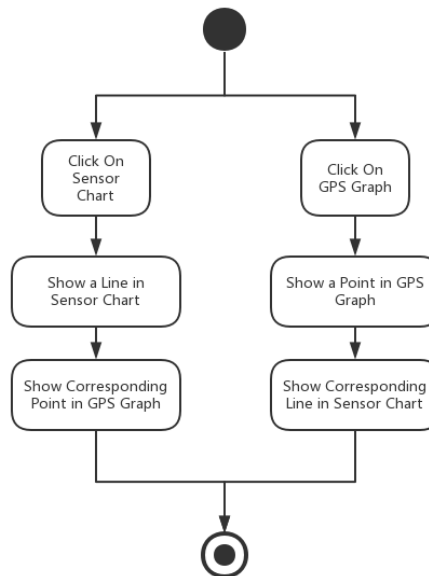 Click On
Sensor
Chart
Show a Line in
Sensor Chart
Show Corresponding
Point in GPS Graph
Click On
GPS Graph
Show a Point in GPS
Graph
Show Corresponding
Line in Sensor Chart